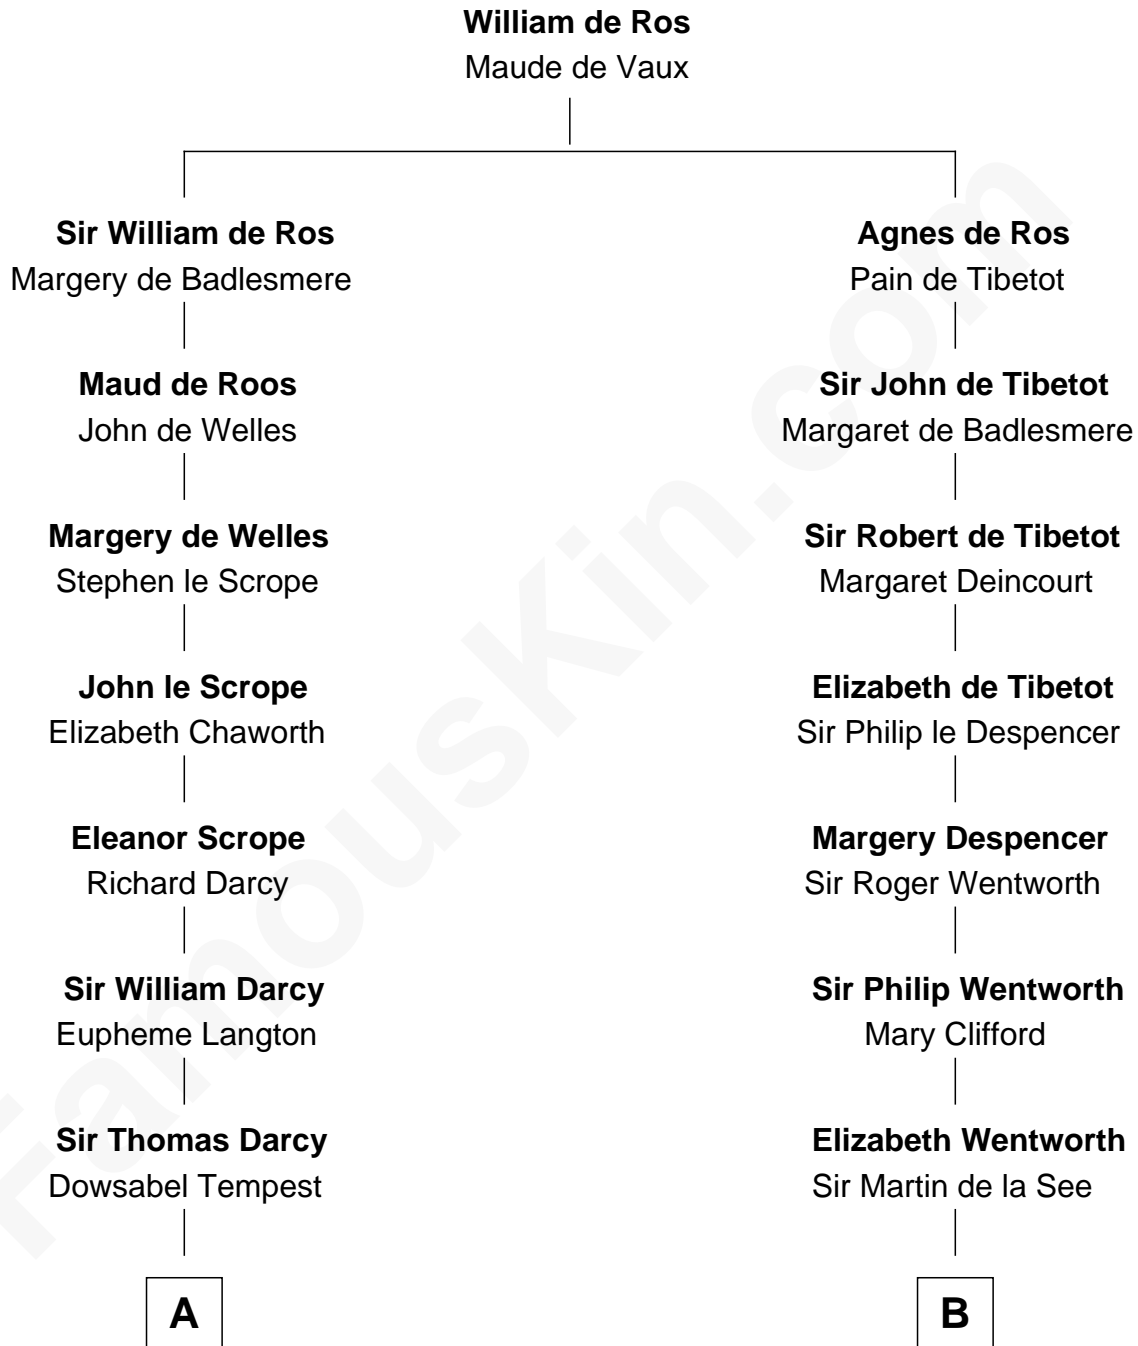 William de Ros
Maude de Vaux
Sir William de Ros
Margery de Badlesmere
Agnes de Ros
Pain de Tibetot
Maud de Roos
John de Welles
Sir John de Tibetot
Margaret de Badlesmere
Margery de Welles
Stephen le Scrope
Sir Robert de Tibetot
Margaret Deincourt
John le Scrope
Elizabeth Chaworth
Elizabeth de Tibetot
Sir Philip le Despencer
Eleanor Scrope
Richard Darcy
Margery Despencer
Sir Roger Wentworth
Sir William Darcy
Eupheme Langton
Sir Philip Wentworth
Mary Clifford
Sir Thomas Darcy
Dowsabel Tempest
Elizabeth Wentworth
Sir Martin de la See
A
B
FamousKin.com